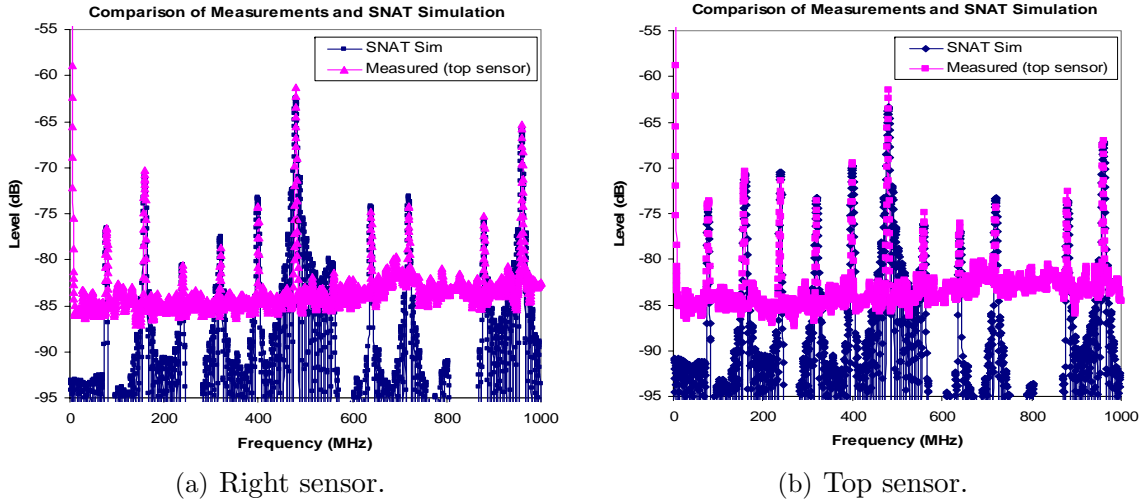 Comparison of Measurements and SNAT Simulation
-55
-60
-65
-70
-75
-80
-85
-90
-95
Level (dB)
SNAT Sim
Measured (top sensor)
0 200 400 600 800 1000
Frequency (MHz)
(a) Right sensor.
Comparison of Measurements and SNAT Simulation
-55
-60
-65
-70
-75
-80
-85
-90
-95
Level (dB)
SNAT Sim
Measured (top sensor)
0 200 400 600 800 1000
Frequency (MHz)
(b) Top sensor.